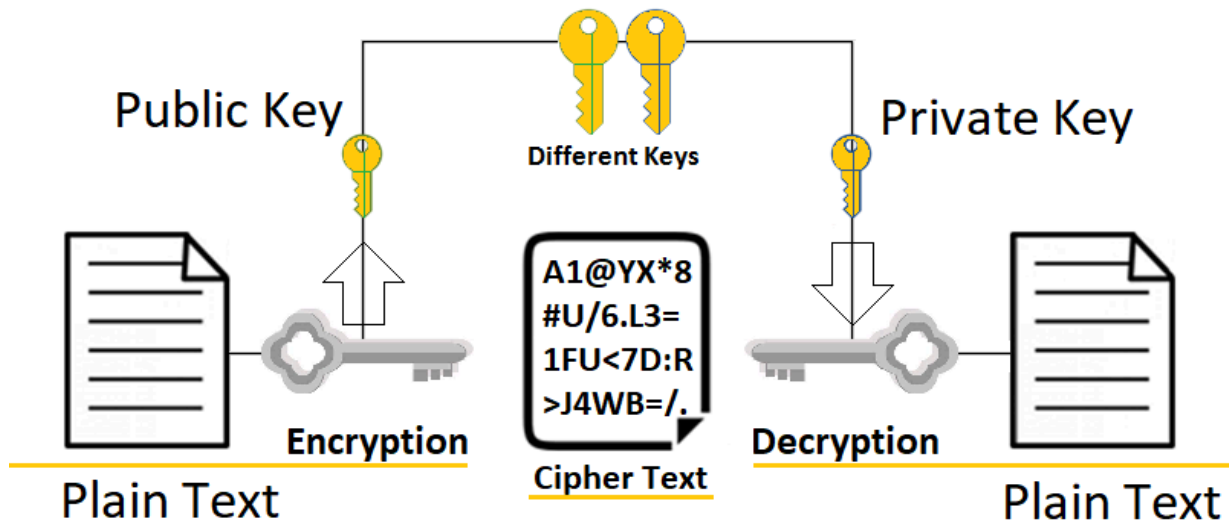 Public Key
Different Keys
Private Key
A1@YX*8
#U/6.L3=
1FU<7D:R
>J4WB=/.
Encryption
Decryption
Cipher Text
Plain Text
Plain Text